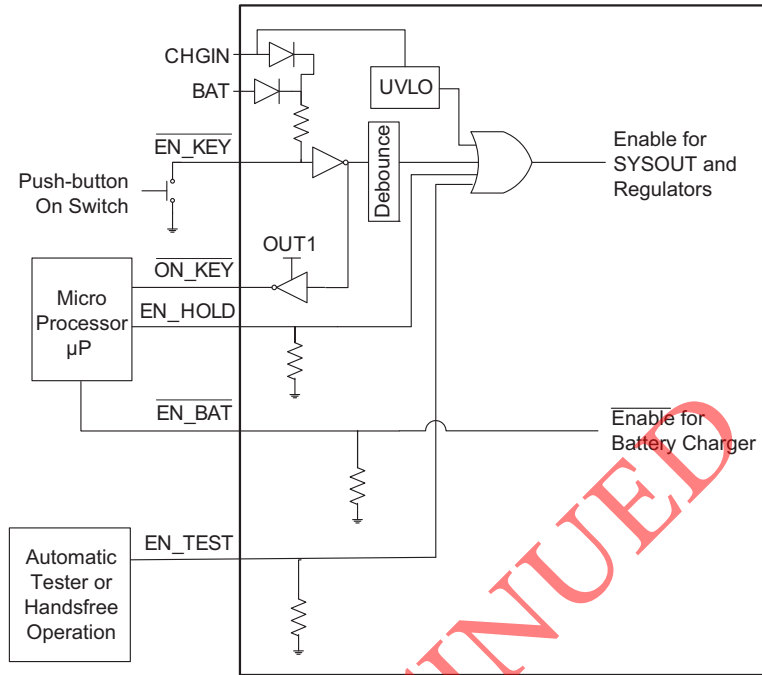 CHGIN
BAT
UVLO
EN_KEY
Debounce
Enable for
SYSOUT and
Regulators
Push-button
On Switch
OUT1
ON_KEY
Micro
Processor
µP
EN_HOLD
EN_BAT
Enable for
Battery Charger
EN_TEST
Automatic
Tester or
Handsfree
Operation
INUED